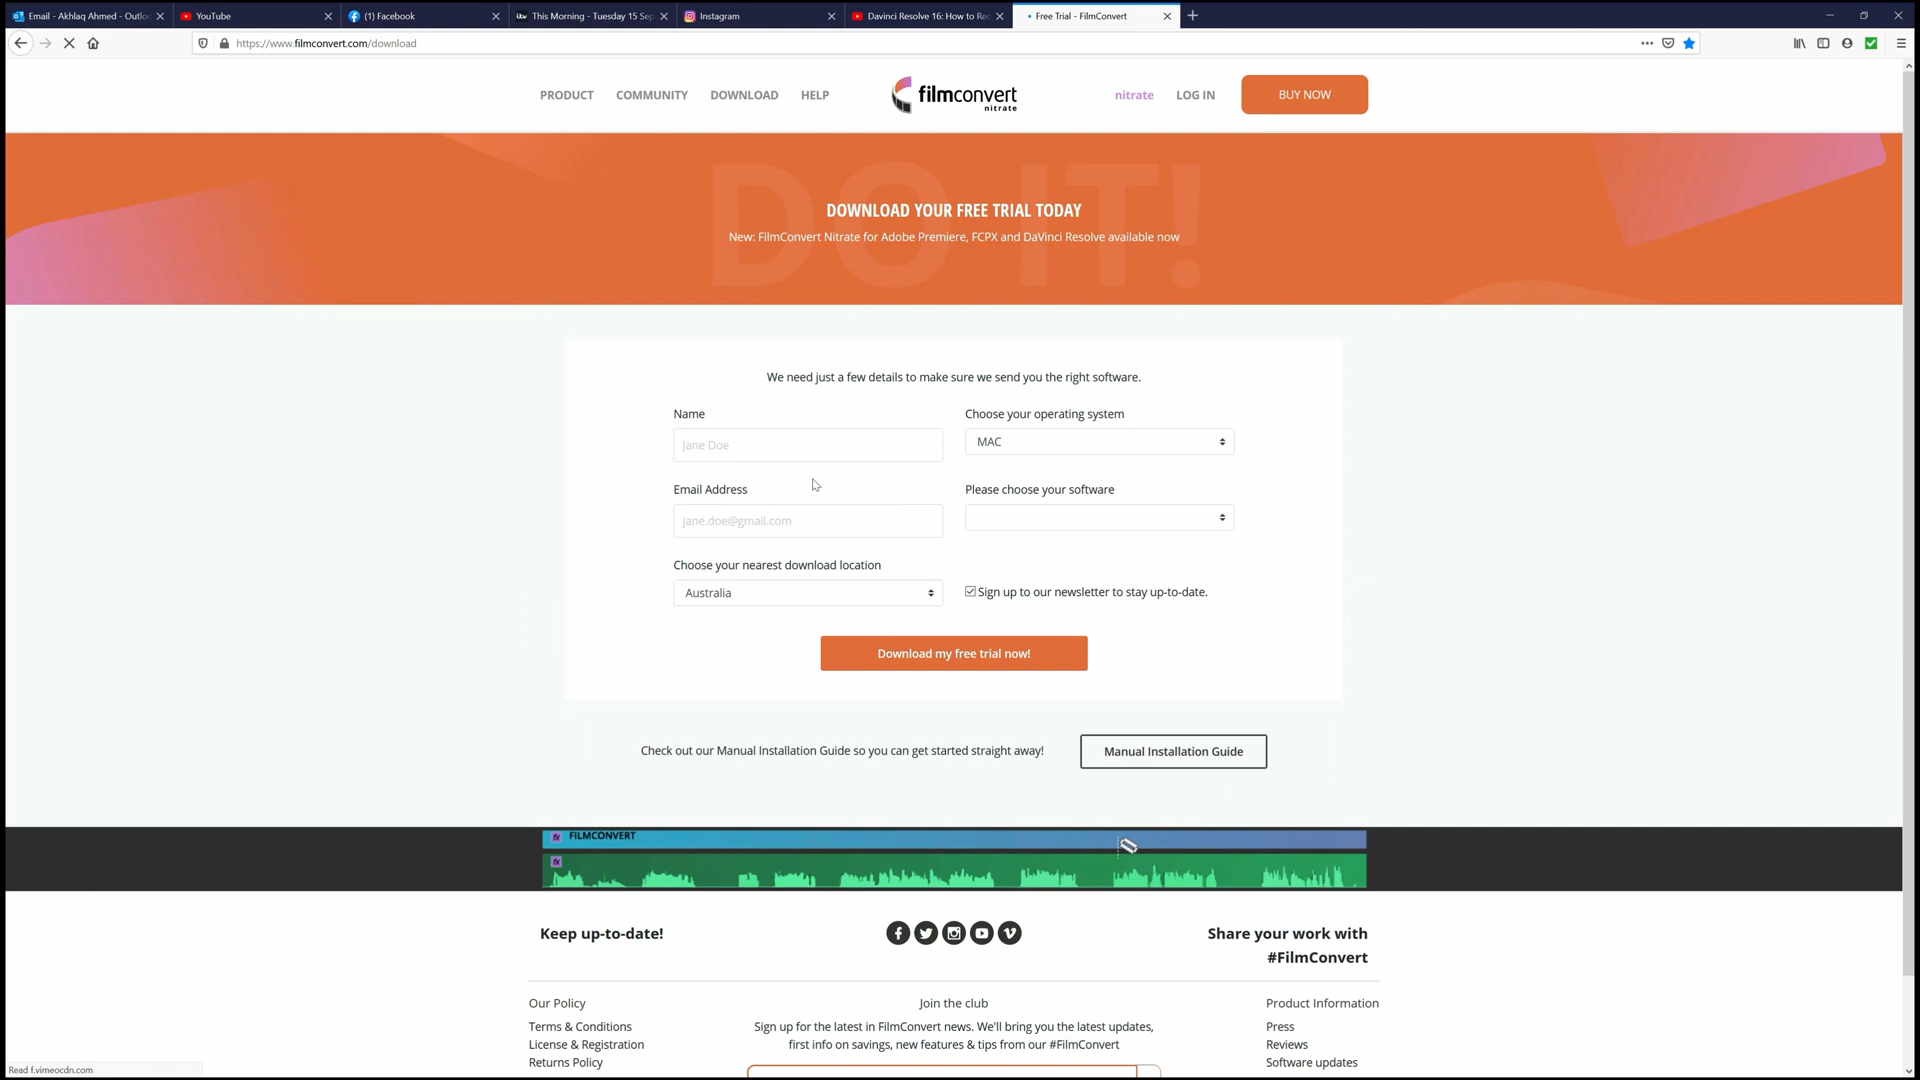 Email - Akhlaq Ahmed - Outloo
YouTube
(1) Facebook
itv This Morning - Tuesday 15 Sep
Instagram
Davinci Resolve 16: How to Re
Free Trial - FilmConvert
https://www.filmconvert.com/download
PRODUCT COMMUNITY DOWNLOAD HELP
filmconvert
nitrate
nitrate LOG IN BUY NOW
DO IT!
DOWNLOAD YOUR FREE TRIAL TODAY
New: FilmConvert Nitrate for Adobe Premiere, FCPX and DaVinci Resolve available now
We need just a few details to make sure we send you the right software.
Name
Choose your operating system
Jane Doe
MAC
Email Address
Please choose your software
jane.doe@gmail.com
Choose your nearest download location
Australia
Sign up to our newsletter to stay up-to-date.
Download my free trial now!
Check out our Manual Installation Guide so you can get started straight away!
Manual Installation Guide
fx FILMCONVERT
fx
Keep up-to-date!
Share your work with
#FilmConvert
Our Policy
Join the club
Product Information
Terms & Conditions
Sign up for the latest in FilmConvert news. We'll bring you the latest updates,
Press
License & Registration
first info on savings, new features & tips from our #FilmConvert
Reviews
Returns Policy
Software updates
Read f.vimeocdn.com